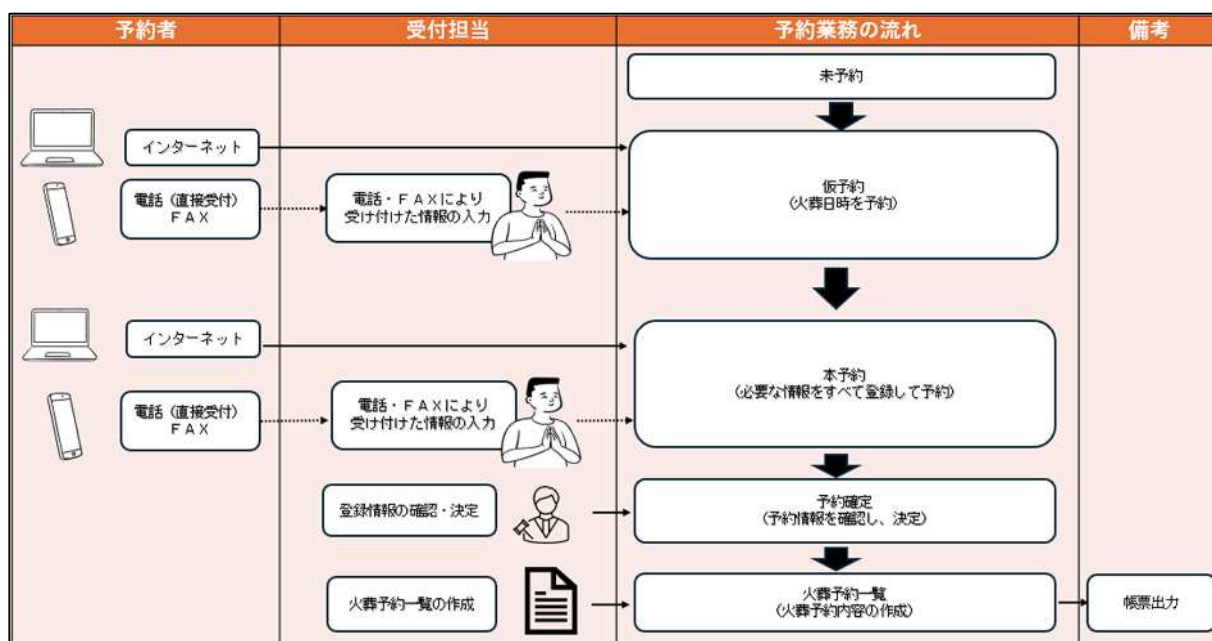 予約者
受付担当
予約業務の流れ
備考
未予約
インターネット
仮予約
(火葬日時を予約)
電話（直接受付）
ＦＡＸ
電話・ＦＡＸにより
受け付けた情報の入力
インターネット
本予約
(必要な情報をすべて登録して予約)
電話（直接受付）
ＦＡＸ
電話・ＦＡＸにより
受け付けた情報の入力
登録情報の確認・決定
予約確定
(予約情報を確認し、決定)
火葬予約一覧の作成
火葬予約一覧
(火葬予約内容の作成)
帳票出力